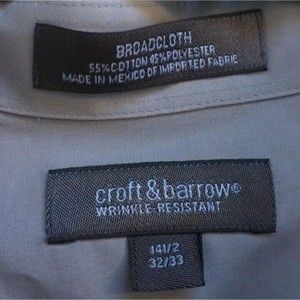 BROADCLOTH
55% COTTON 45% POLYESTER
MADE IN MEXICO OF IMPORTED FABRIC
croft&barrow®
WRINKLE-RESISTANT
14 1/2
32/33